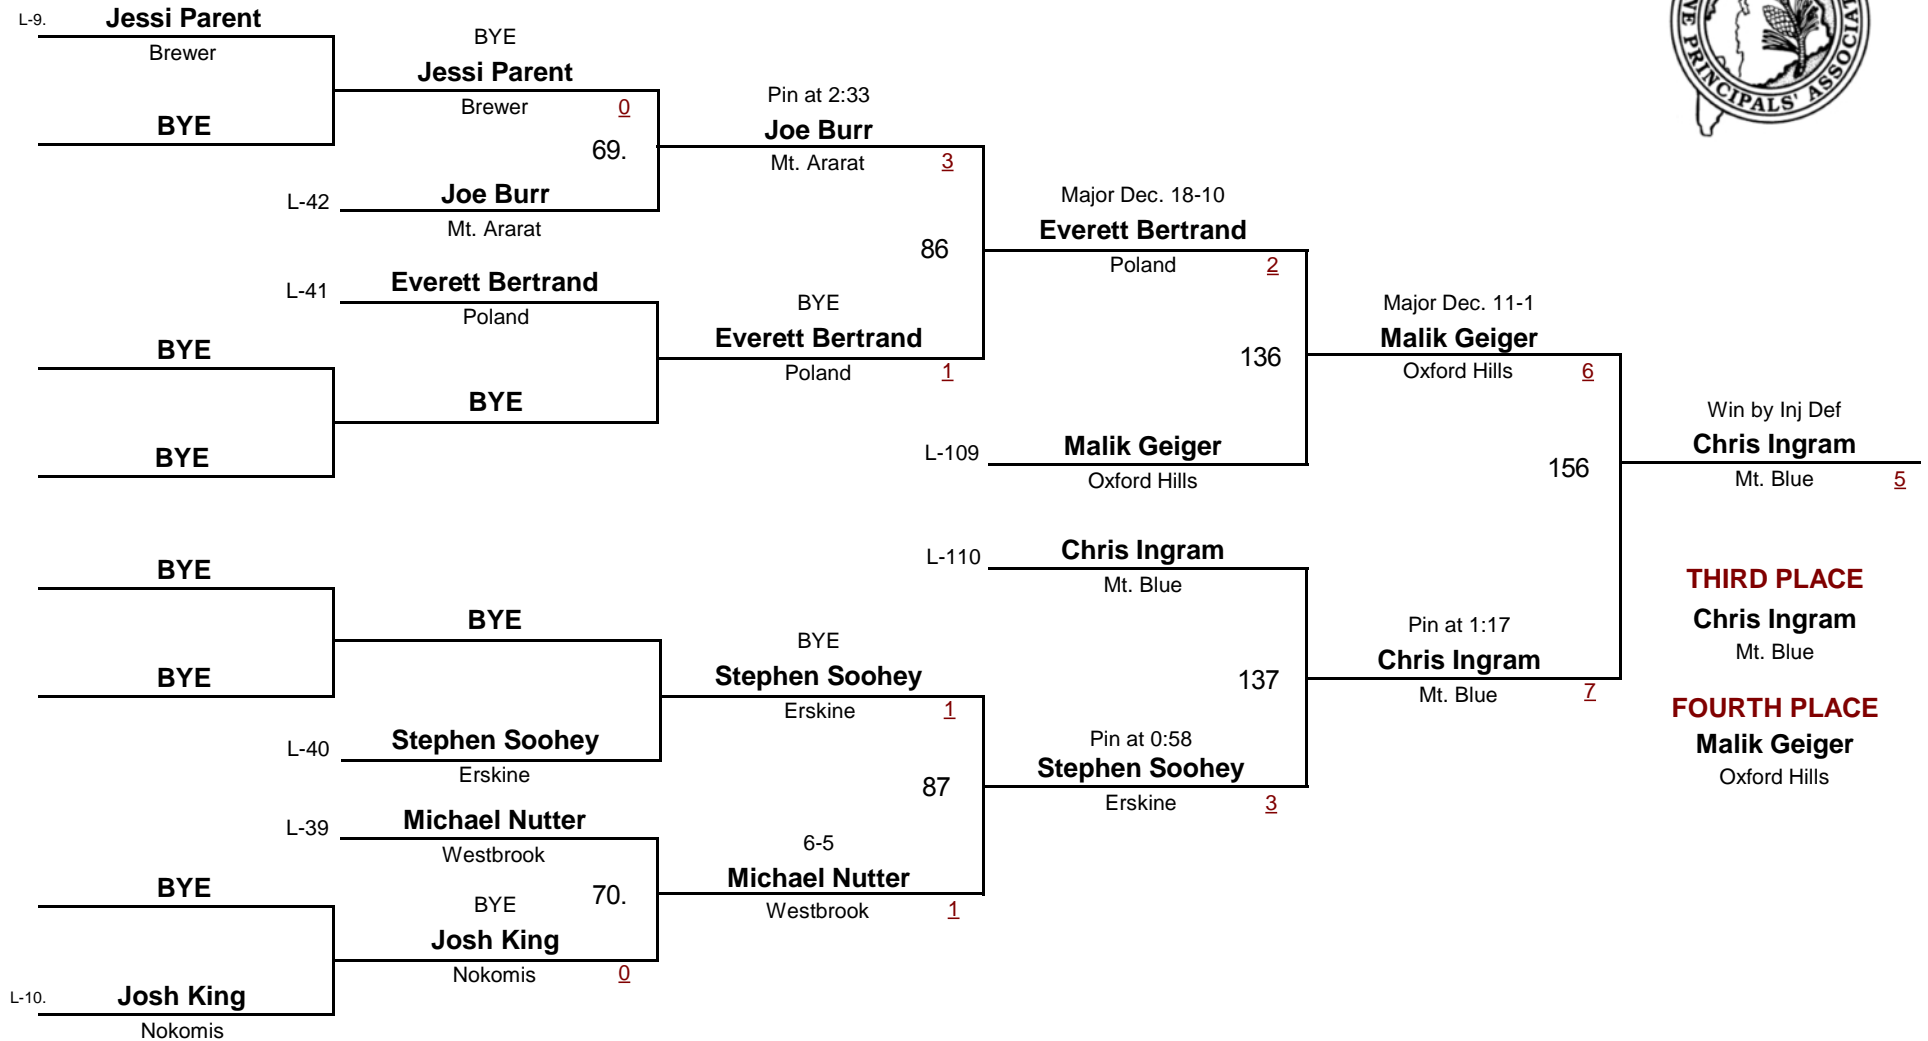 L-9.
Jessi Parent
Brewer
BYE
BYE
Jessi Parent
Brewer
0
69.
L-42
Joe Burr
Mt. Ararat
Pin at 2:33
Joe Burr
Mt. Ararat
3
L-41
Everett Bertrand
Poland
BYE
BYE
BYE
BYE
Everett Bertrand
Poland
1
86
Major Dec. 18-10
Everett Bertrand
Poland
2
136
L-109
Malik Geiger
Oxford Hills
Major Dec. 11-1
Malik Geiger
Oxford Hills
6
156
Win by Inj Def
Chris Ingram
Mt. Blue
5
BYE
BYE
BYE
L-40
Stephen Soohey
Erskine
BYE
Stephen Soohey
Erskine
1
L-110
Chris Ingram
Mt. Blue
137
Pin at 1:17
Chris Ingram
Mt. Blue
7
87
Pin at 0:58
Stephen Soohey
Erskine
3
L-39
Michael Nutter
Westbrook
70.
BYE
BYE
Josh King
Nokomis
0
6-5
Michael Nutter
Westbrook
1
L-10.
Josh King
Nokomis
THIRD PLACE
Chris Ingram
Mt. Blue
FOURTH PLACE
Malik Geiger
Oxford Hills
PRINCIPALS'